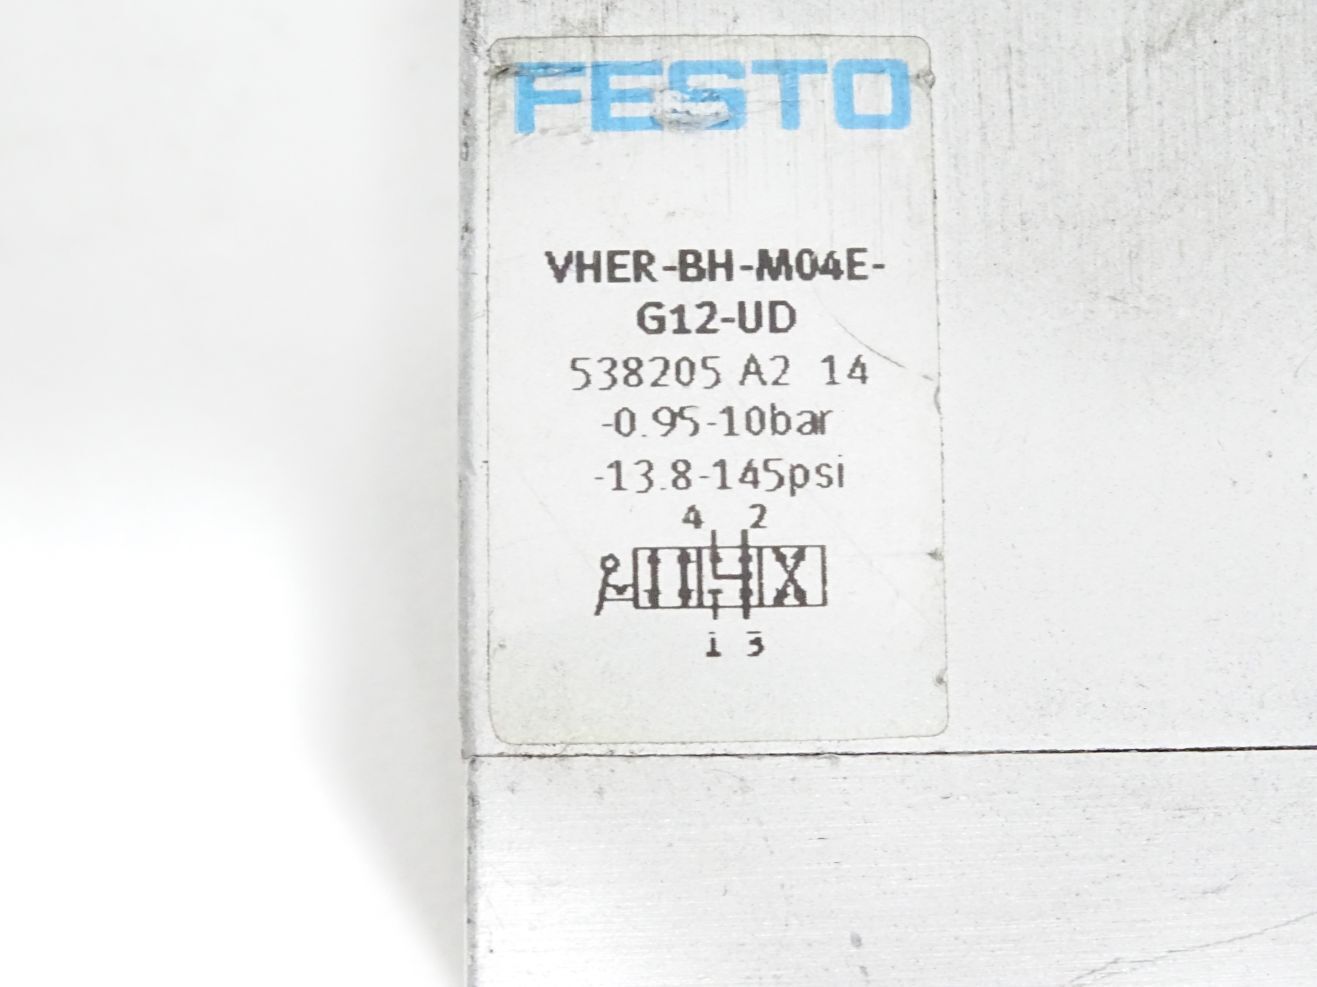 FESTO
VHER-BH-M04E-
G12-UD
538205 A2 14
-0.95-10bar
-13.8-145psi
4 2
1 3